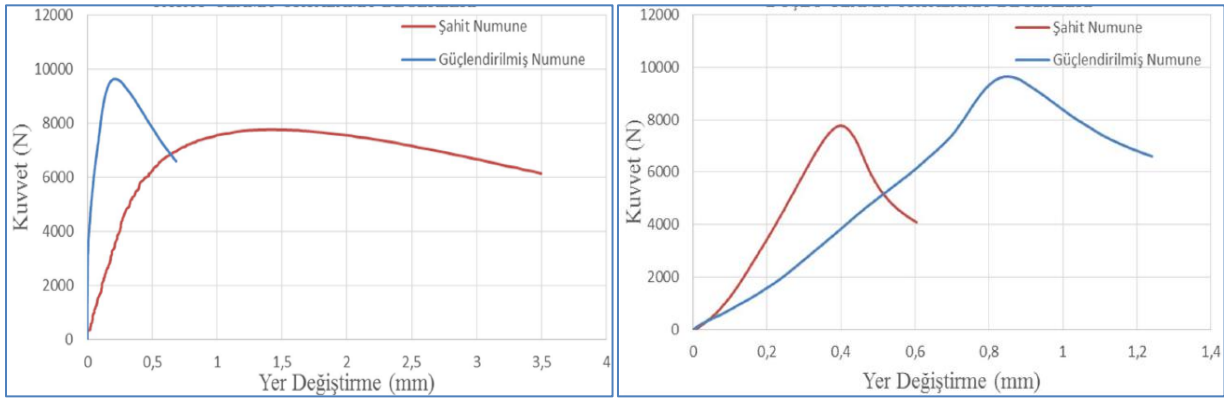 12000
10000
8000
6000
4000
2000
0
Kuvvet (N)
Şahit Numune
Güçlendirilmiş Numune
0 0,5 1 1,5 2 2,5 3 3,5 4
Yer Değiştirme (mm)
12000
10000
8000
6000
4000
2000
0
Kuvvet (N)
Şahit Numune
Güçlendirilmiş Numune
0 0,2 0,4 0,6 0,8 1 1,2 1,4
Yer Değiştirme (mm)